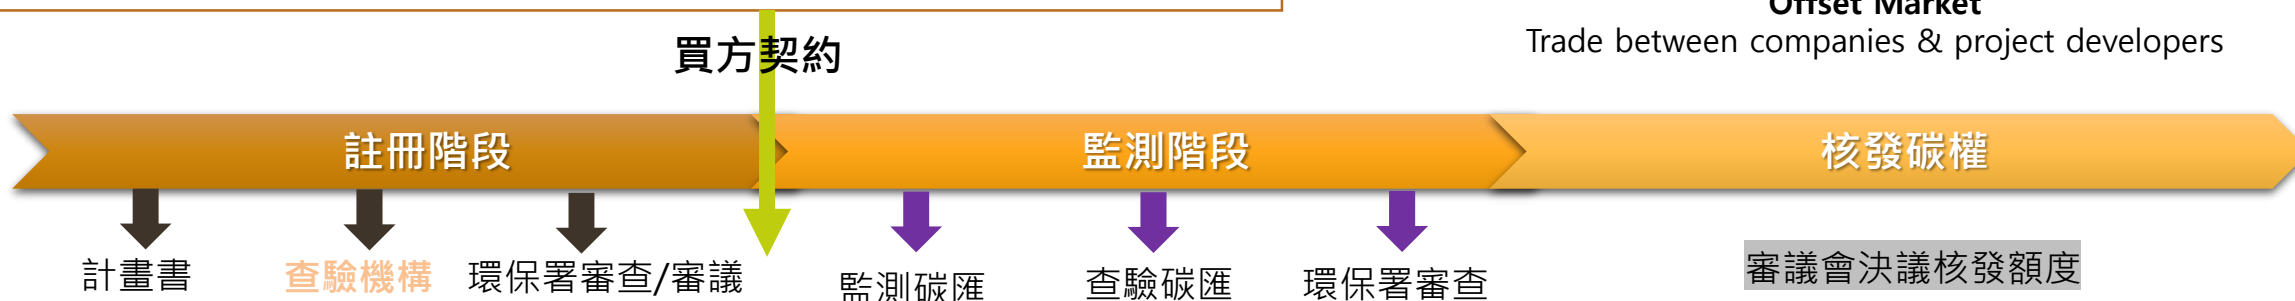 Offset Market
Trade between companies & project developers
買方契約
註冊階段
監測階段
核發碳權
計畫書
查驗機構
環保署審查/審議
監測碳匯
查驗碳匯
環保署審查
審議會決議核發額度